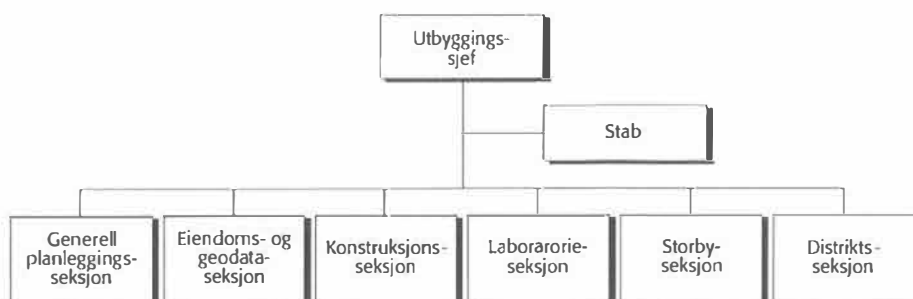 Utbyggings-
sjef
Stab
Generell
planleggings-
seksjon
Eiendoms- og
geodata-
seksjon
Konstruksjons-
seksjon
Laborarorie-
seksjon
Storby-
seksjon
Distrikts-
seksjon